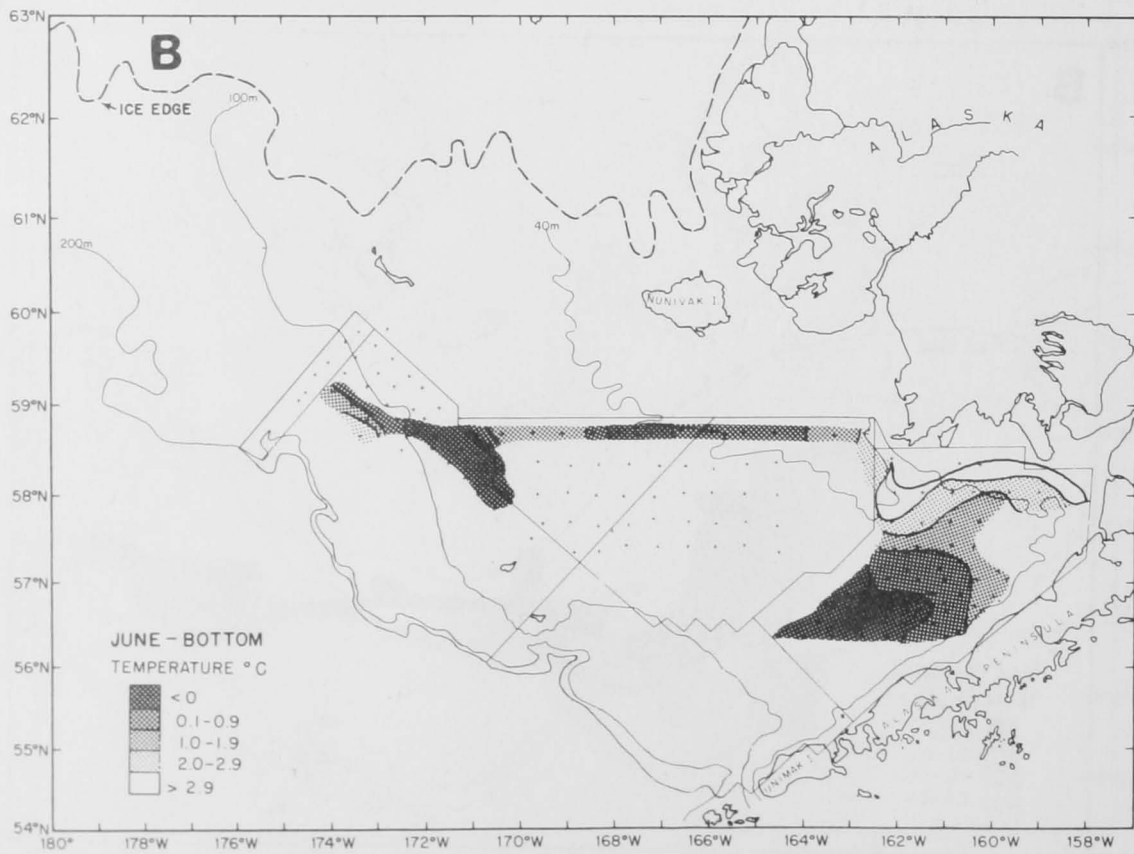 63°N
B
ICE EDGE
100m
62°N
ALASKA
61°N
200m
40m
60°N
NUNIVAK I.
59°N
58°N
57°N
JUNE - BOTTOM
56°N
TEMPERATURE °C
<0
0.1-0.9
1.0-1.9
2.0-2.9
> 2.9
ALASKA PENINSULA
55°N
UNIMAK I.
54°N
180° 178°W 176°W 174°W 172°W 170°W 168°W 166°W 164°W 162°W 160°W 158°W